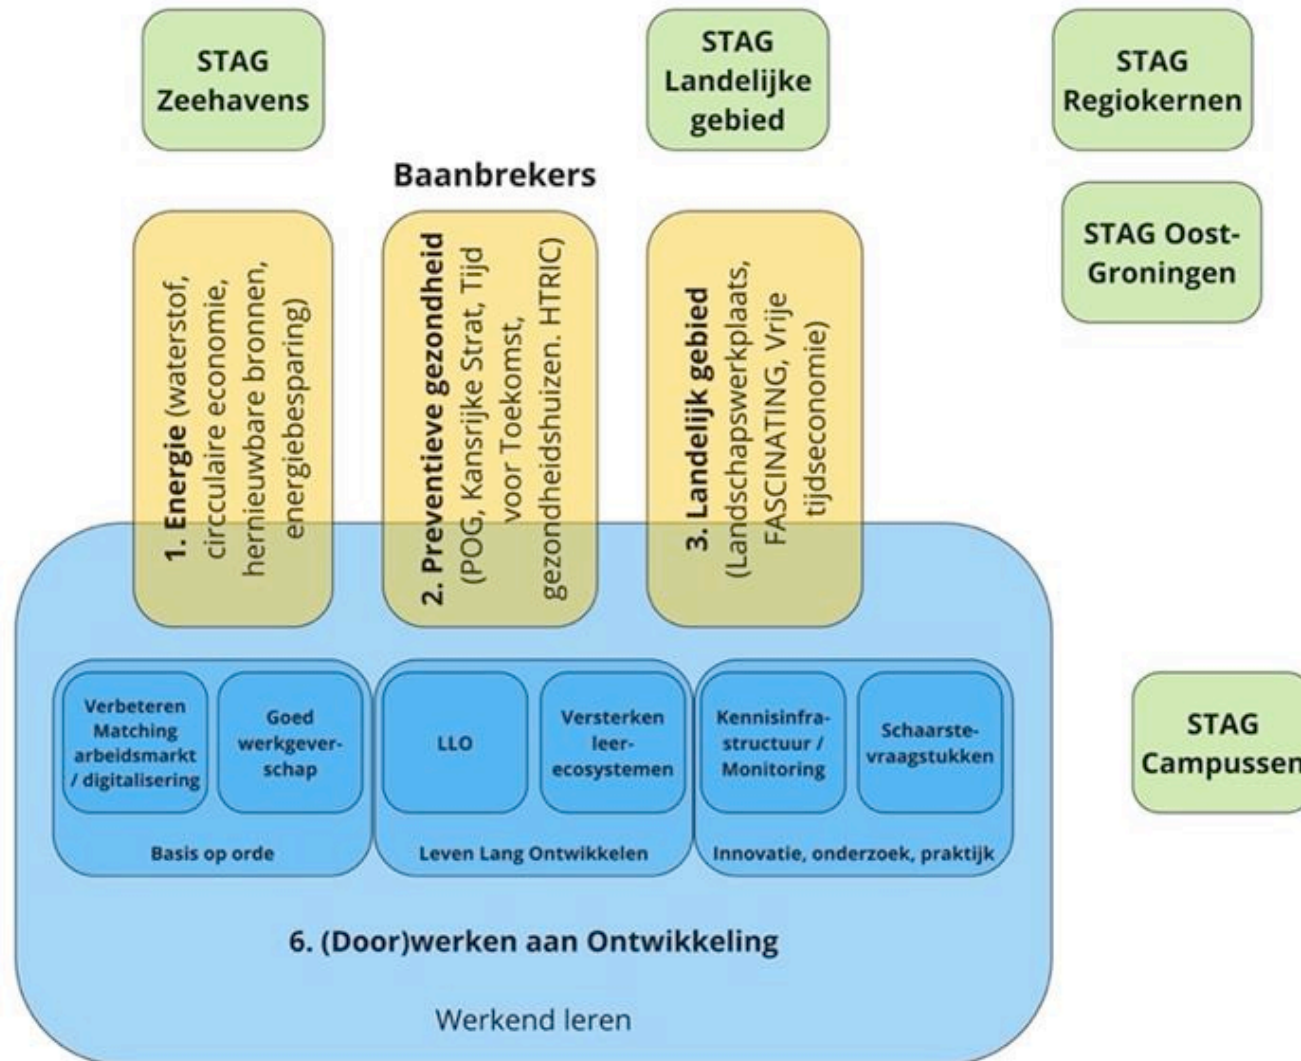 STAG
Zeehavens
STAG
Landelijke
gebied
STAG
Regiokernen
Baanbrekers
STAG Oost-
Groningen
1. Energie (waterstof,
circculaire economie,
hernieuwbare bronnen,
energiebesparing)
2. Preventieve gezondheid
(POG, Kansrijke Strat, Tijd
voor Toekomst,
gezondheidshuizen. HTRIC)
3. Landelijk gebied
(Landschapswerkplaats,
FASCINATING, Vrije
tijdseconomie)
Verbeteren
Matching
arbeidsmarkt
/ digitalisering
Goed
werkgever-
schap
LLO
Versterken
leer-
ecosystemen
Kennisinfra-
structuur /
Monitoring
Schaarste-
vraagstukken
STAG
Campussen
Basis op orde
Leven Lang Ontwikkelen
Innovatie, onderzoek, praktijk
6. (Door)werken aan Ontwikkeling
Werkend leren